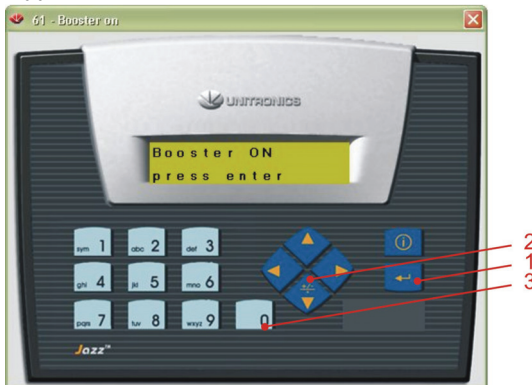 61 - Booster on
UNITRONICS
Booster ON
press enter
sym 1 abc 2 def 3
ghi 4 jkl 5 mno 6
pqrs 7 tuv 8 wxyz 9 0
+/-
2
1
3
Jazz™